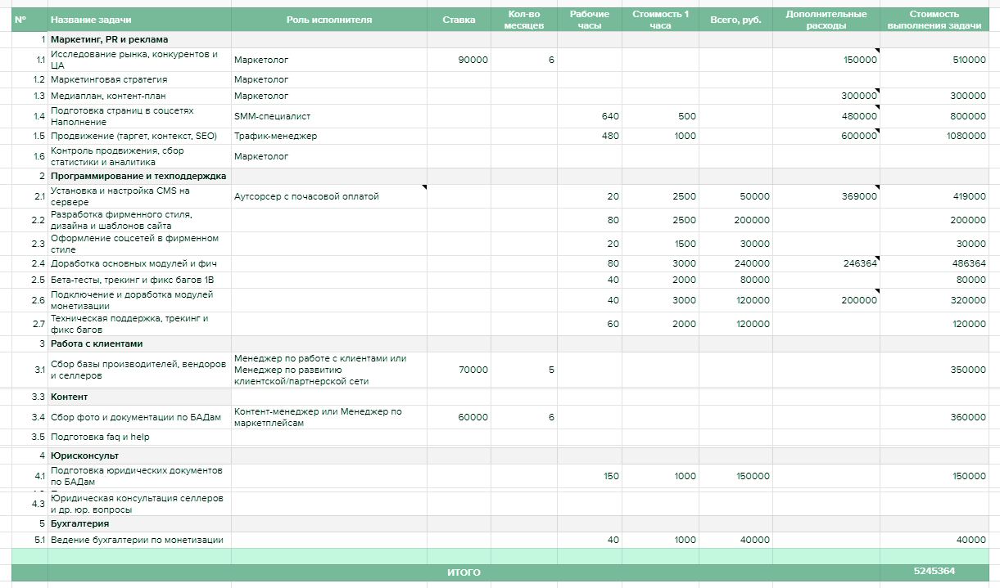 № Название задачи Роль исполнителя Ставка Кол-во месяцев Рабочие часы Стоимость 1 часа Всего, руб. Дополнительные расходы Стоимость выполнения задачи
1 Маркетинг, PR и реклама
1.1 Исследование рынка, конкурентов и ЦА Маркетолог 90000 6 150000 510000
1.2 Маркетинговая стратегия Маркетолог
1.3 Медиаплан, контент-план Маркетолог 300000 300000
1.4 Подготовка страниц в соцсетях Наполнение SMM-специалист 640 500 480000 800000
1.5 Продвижение (таргет, контекст, SEO) Трафик-менеджер 480 1000 600000 1080000
1.6 Контроль продвижения, сбор статистики и аналитика Маркетолог
2 Программирование и техподдерждка
2.1 Установка и настройка CMS на сервере Аутсорсер с почасовой оплатой 20 2500 50000 369000 419000
2.2 Разработка фирменного стиля, дизайна и шаблонов сайта 80 2500 200000 200000
2.3 Оформление соцсетей в фирменном стиле 20 1500 30000 30000
2.4 Доработка основных модулей и фич 80 3000 240000 246364 486364
2.5 Бета-тесты, трекинг и фикс багов 1В 40 2000 80000 80000
2.6 Подключение и доработка модулей монетизации 40 3000 120000 200000 320000
2.7 Техническая поддержка, трекинг и фикс багов 60 2000 120000 120000
3 Работа с клиентами
3.1 Сбор базы производителей, вендоров и селлеров Менеджер по работе с клиентами или Менеджер по развитию клиентской/партнерской сети 70000 5 350000
3.3 Контент
3.4 Сбор фото и документации по БАДам Контент-менеджер или Менеджер по маркетплейсам 60000 6 360000
3.5 Подготовка faq и help
4 Юрисконсульт
4.1 Подготовка юридических документов по БАДам 150 1000 150000 150000
4.3 Юридическая консультация селлеров и др. юр. вопросы
5 Бухгалтерия
5.1 Ведение бухгалтерии по монетизации 40 1000 40000 40000
ИТОГО 5245364